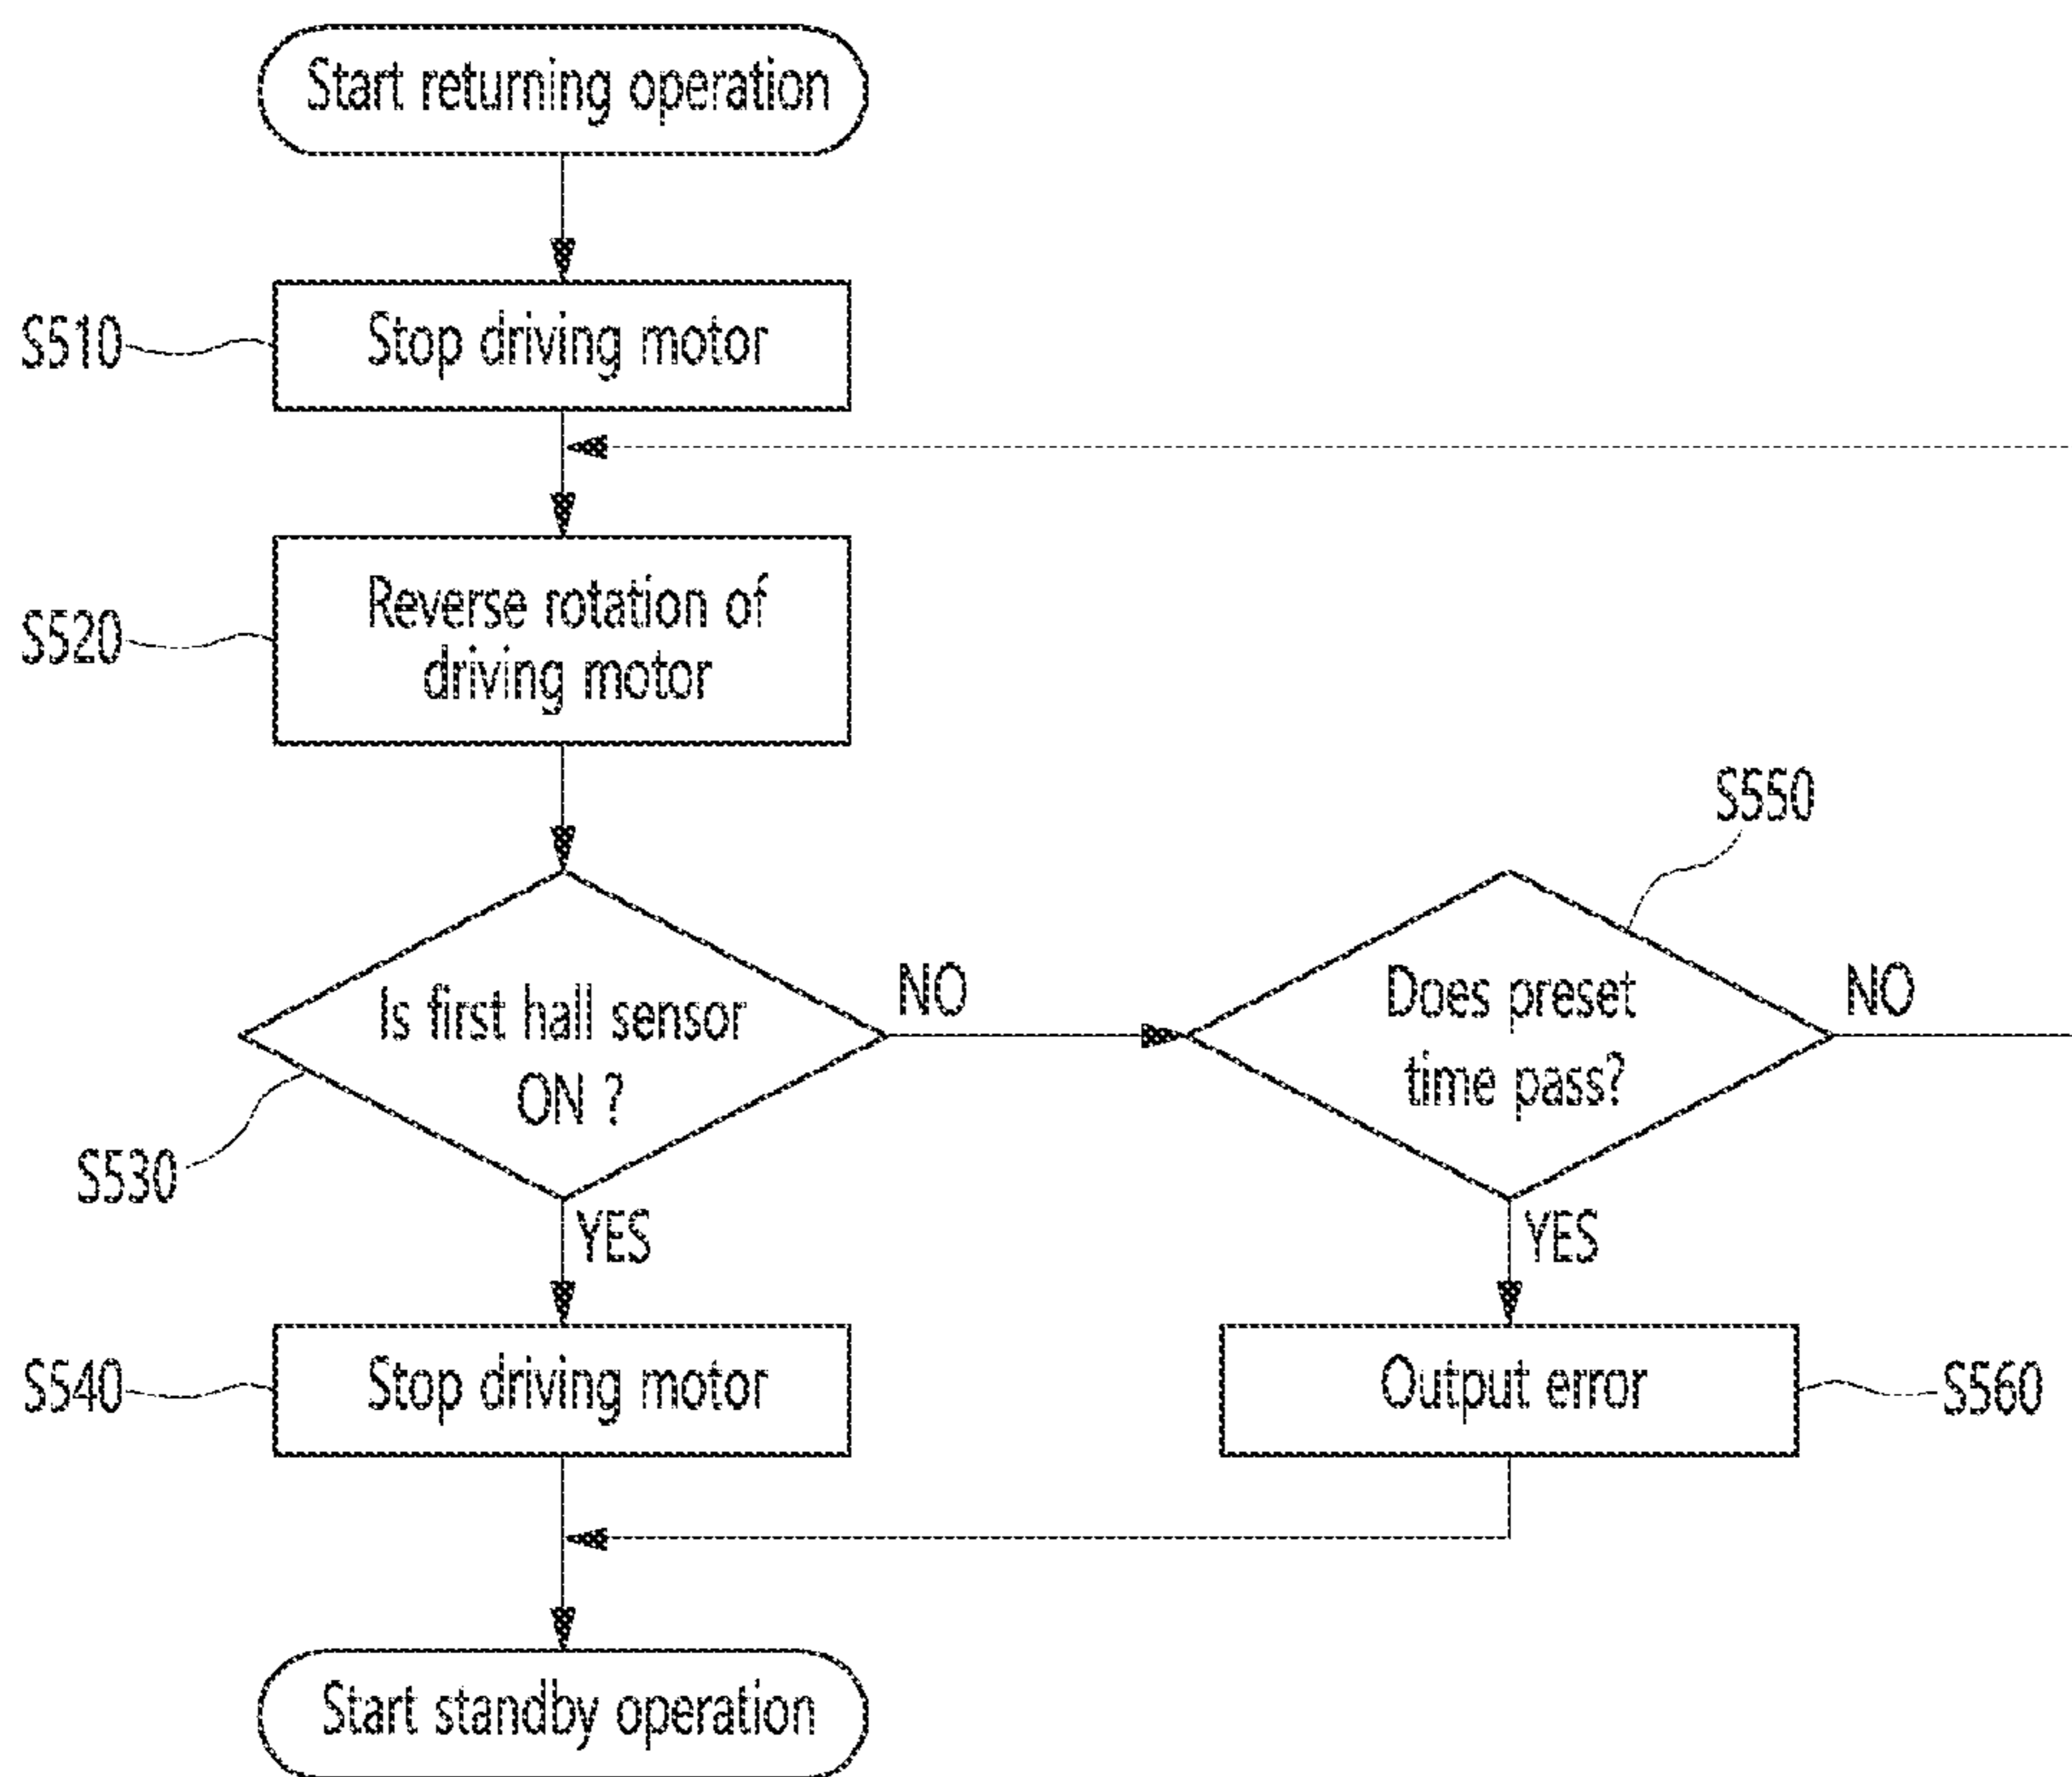 Start returning operation
S510
Stop driving motor
S520
Reverse rotation of
driving motor
S550
Is first hall sensor
ON ?
NO
Does preset
time pass?
NO
S530
YES
YES
S540
Stop driving motor
Output error
S560
Start standby operation